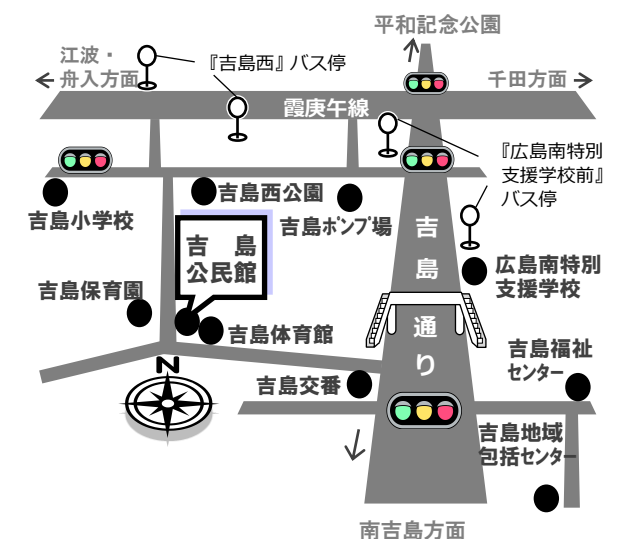 平和記念公園
江波・
舟入方面
『吉島西』バス停
千田方面
霞庚午線
『広島南特別
支援学校前』
バス停
吉島小学校
吉島西公園
吉島ポンプ場
吉島
公民館
吉島通り
広島南特別
支援学校
吉島保育園
吉島体育館
N
吉島福祉
センター
吉島交番
吉島地域
包括センター
南吉島方面